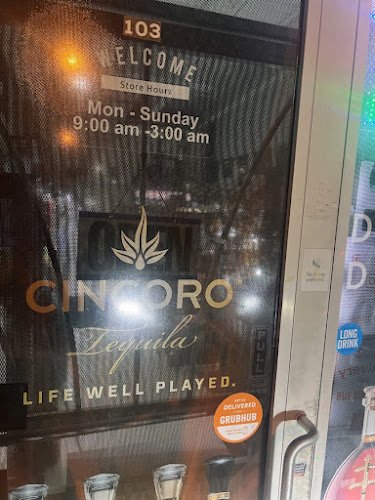 103
WELCOME
Store Hours
Mon - Sunday
9:00 am -3:00 am
OPEN
CINCORO
Tequila
LIFE WELL PLAYED.
DELIVERED
GRUBHUB
PULL
LONG
DRINK
D
D